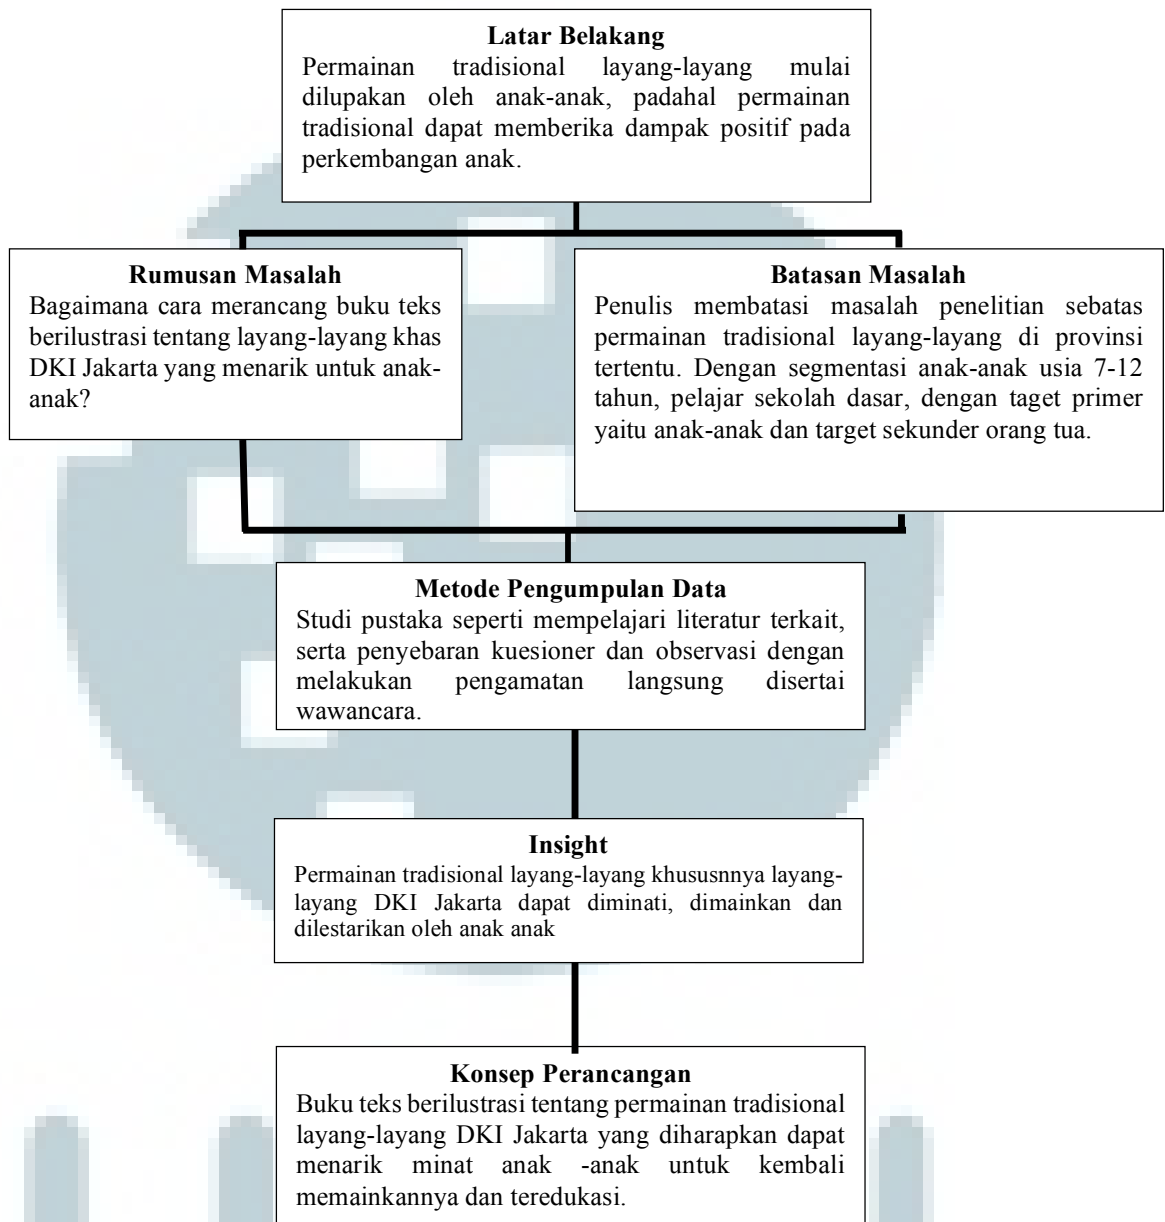 Latar Belakang
Permainan tradisional layang-layang mulai
dilupakan oleh anak-anak, padahal permainan
tradisional dapat memberika dampak positif pada
perkembangan anak.
Rumusan Masalah
Bagaimana cara merancang buku teks
berilustrasi tentang layang-layang khas
DKI Jakarta yang menarik untuk anak-
anak?
Batasan Masalah
Penulis membatasi masalah penelitian sebatas
permainan tradisional layang-layang di provinsi
tertentu. Dengan segmentasi anak-anak usia 7-12
tahun, pelajar sekolah dasar, dengan taget primer
yaitu anak-anak dan target sekunder orang tua.
Metode Pengumpulan Data
Studi pustaka seperti mempelajari literatur terkait,
serta penyebaran kuesioner dan observasi dengan
melakukan pengamatan langsung disertai
wawancara.
Insight
Permainan tradisional layang-layang khususnnya layang-
layang DKI Jakarta dapat diminati, dimainkan dan
dilestarikan oleh anak anak
Konsep Perancangan
Buku teks berilustrasi tentang permainan tradisional
layang-layang DKI Jakarta yang diharapkan dapat
menarik minat anak -anak untuk kembali
memainkannya dan teredukasi.